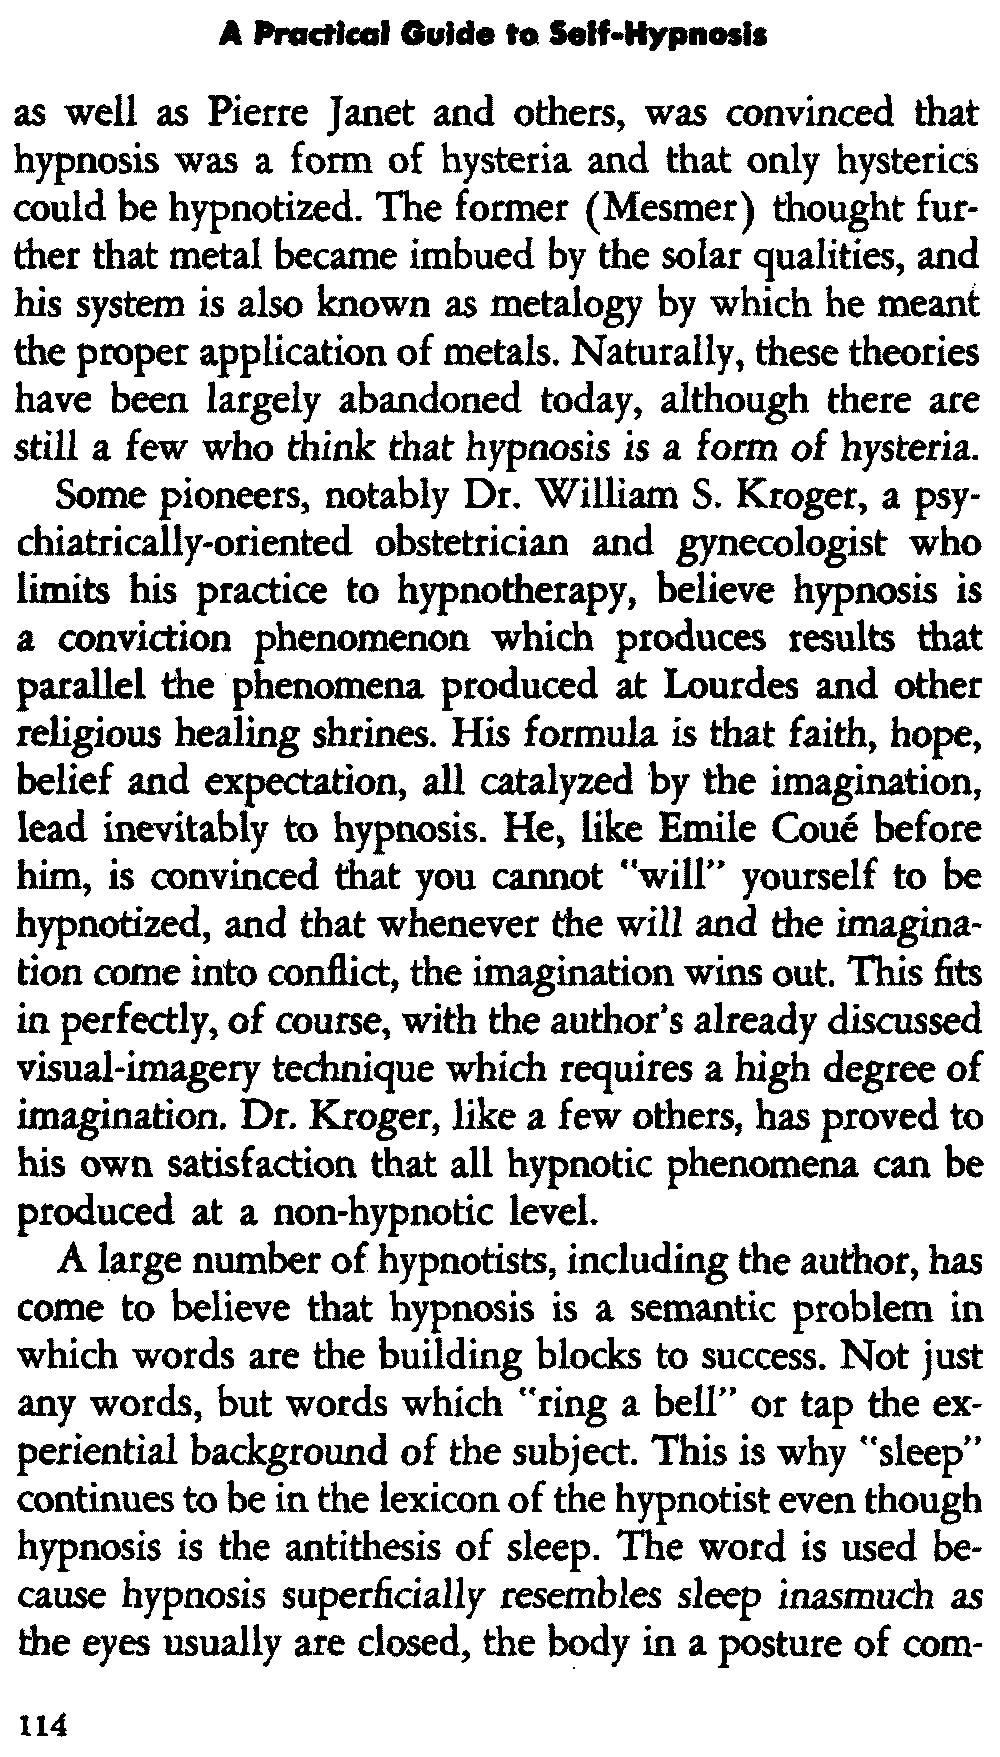 A Practical Guide to Self-Hypnosis
as well as Pierre Janet and others, was convinced that
hypnosis was a form of hysteria and that only hysterics
could be hypnotized. The former (Mesmer) thought fur-
ther that metal became imbued by the solar qualities, and
his system is also known as metalogy by which he meant
the proper application of metals. Naturally, these theories
have been largely abandoned today, although there are
still a few who think that hypnosis is a form of hysteria.
Some pioneers, notably Dr. William S. Kroger, a psy-
chiatrically-oriented obstetrician and gynecologist who
limits his practice to hypnotherapy, believe hypnosis is
a conviction phenomenon which produces results that
parallel the phenomena produced at Lourdes and other
religious healing shrines. His formula is that faith, hope,
belief and expectation, all catalyzed by the imagination,
lead inevitably to hypnosis. He, like Emile Coué before
him, is convinced that you cannot "will" yourself to be
hypnotized, and that whenever the will and the imagina-
tion come into conflict, the imagination wins out. This fits
in perfectly, of course, with the author's already discussed
visual-imagery technique which requires a high degree of
imagination. Dr. Kroger, like a few others, has proved to
his own satisfaction that all hypnotic phenomena can be
produced at a non-hypnotic level.
A large number of hypnotists, including the author, has
come to believe that hypnosis is a semantic problem in
which words are the building blocks to success. Not just
any words, but words which "ring a bell" or tap the ex-
periential background of the subject. This is why "sleep"
continues to be in the lexicon of the hypnotist even though
hypnosis is the antithesis of sleep. The word is used be-
cause hypnosis superficially resembles sleep inasmuch as
the eyes usually are closed, the body in a posture of com-
114